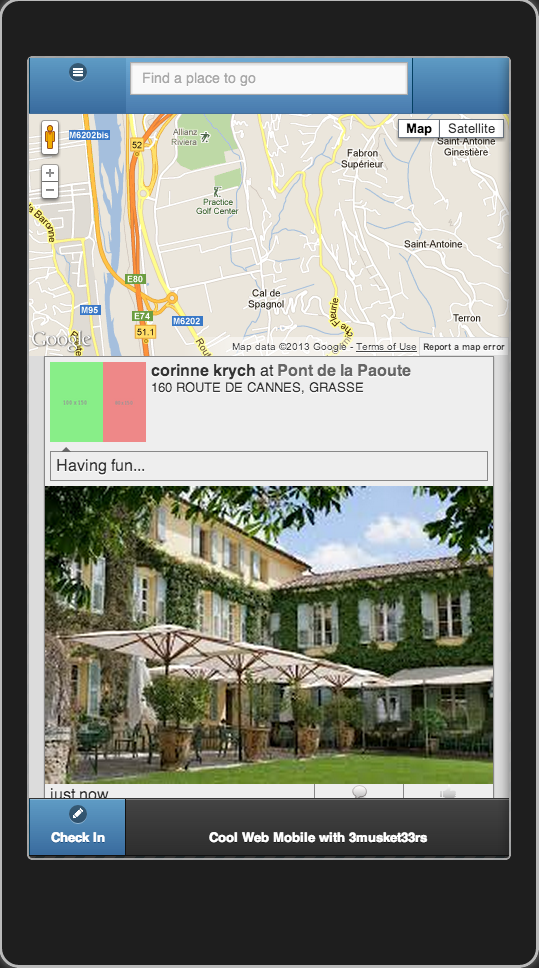 Find a place to go
M6202bis
52
Allianz
Riviera
Map
Satellite
Saint-Antoine
Ginestière
Fabron
Supérieur
Practice
Golf Center
la Baronne
Saint-Antoine
E80
Cal de
Spagnol
M95
E74
M6202
Terron
51.1
Google
Map data ©2013 Google - Terms of Use
Report a map error
corinne krych at Pont de la Paoute
160 ROUTE DE CANNES, GRASSE
Having fun...
just now
Check In
Cool Web Mobile with 3musket33rs